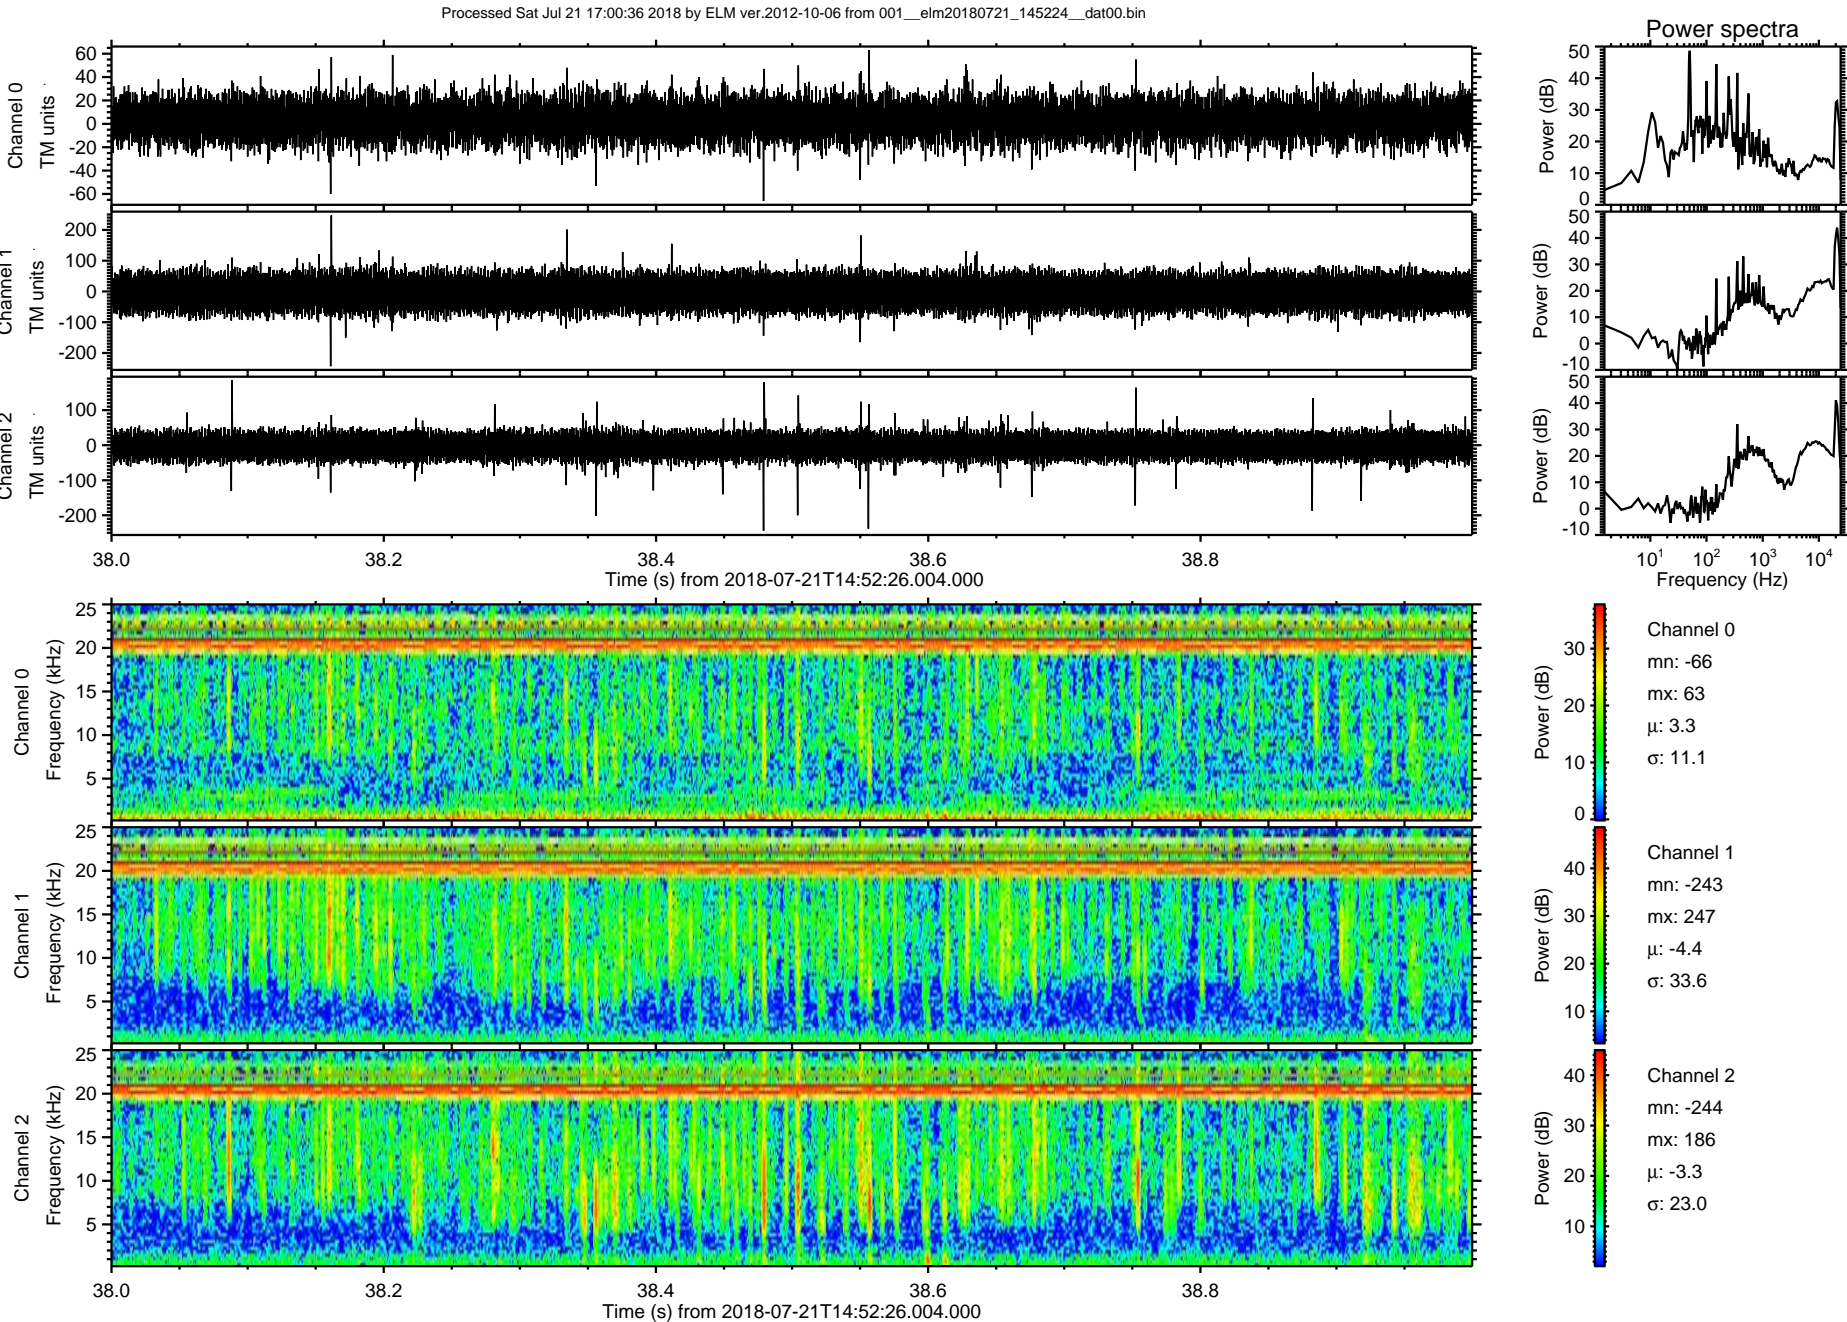 Processed Sat Jul 21 17:00:36 2018 by ELM ver.2012-10-06 from 001__elm20180721_145224__dat00.bin
Power spectra
Channel 0
TM units
60
40
20
0
-20
-40
-60
Power (dB)
50
40
30
20
10
0
Channel 1
TM units
200
100
0
-100
-200
Power (dB)
50
40
30
20
10
0
-10
Channel 2
TM units
100
0
-100
-200
Power (dB)
50
40
30
20
10
0
-10
38.0 38.2 38.4 38.6 38.8
Time (s) from 2018-07-21T14:52:26.004.000
10¹ 10² 10³ 10⁴
Frequency (Hz)
Channel 0
Frequency (kHz)
25
20
15
10
5
Power (dB)
30
20
10
0
Channel 0
mn: -66
mx: 63
μ: 3.3
σ: 11.1
Channel 1
Frequency (kHz)
25
20
15
10
5
Power (dB)
40
30
20
10
Channel 1
mn: -243
mx: 247
μ: -4.4
σ: 33.6
Channel 2
Frequency (kHz)
25
20
15
10
5
Power (dB)
40
30
20
10
Channel 2
mn: -244
mx: 186
μ: -3.3
σ: 23.0
38.0 38.2 38.4 38.6 38.8
Time (s) from 2018-07-21T14:52:26.004.000